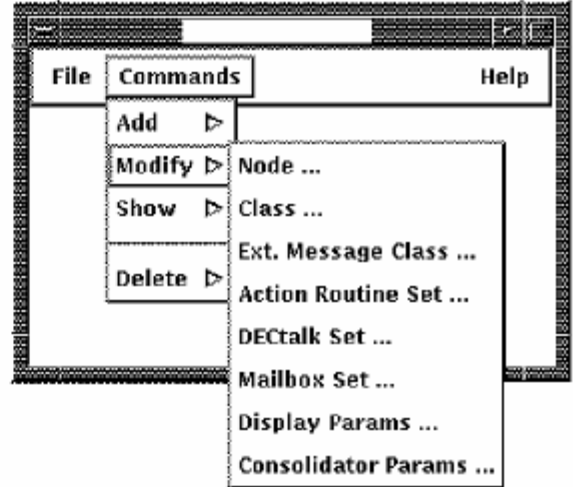 File Commands Help
Add
Modify
Show
Delete
Node ...
Class ...
Ext. Message Class ...
Action Routine Set ...
DECtalk Set ...
Mailbox Set ...
Display Params ...
Consolidator Params ...